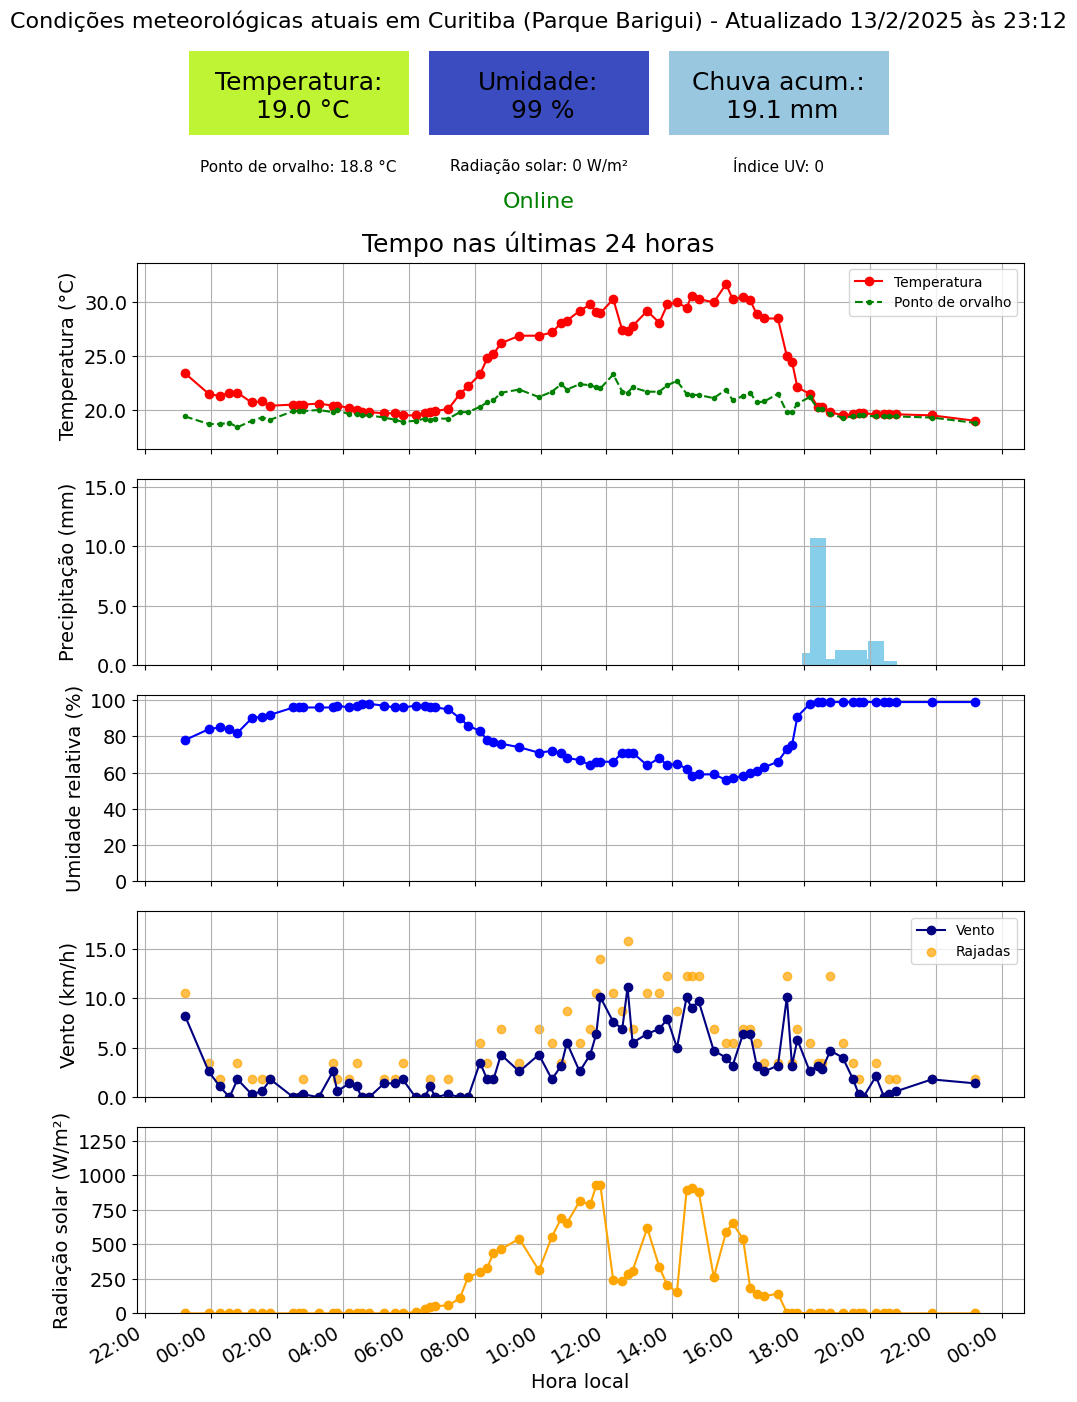 Condições meteorológicas atuais em Curitiba (Parque Barigui) - Atualizado 13/2/2025 às 23:12
Temperatura:
19.0 °C
Umidade:
99 %
Chuva acum.:
19.1 mm
Ponto de orvalho: 18.8 °C
Radiação solar: 0 W/m²
Índice UV: 0
Online
Tempo nas últimas 24 horas
Temperatura (°C)
30.0
25.0
20.0
Temperatura
Ponto de orvalho
Precipitação (mm)
15.0
10.0
5.0
0.0
Umidade relativa (%)
100
80
60
40
20
0
Vento (km/h)
15.0
10.0
5.0
0.0
Vento
Rajadas
Radiação solar (W/m²)
1250
1000
750
500
250
0
22:00
00:00
02:00
04:00
06:00
08:00
10:00
12:00
14:00
16:00
18:00
20:00
22:00
00:00
Hora local